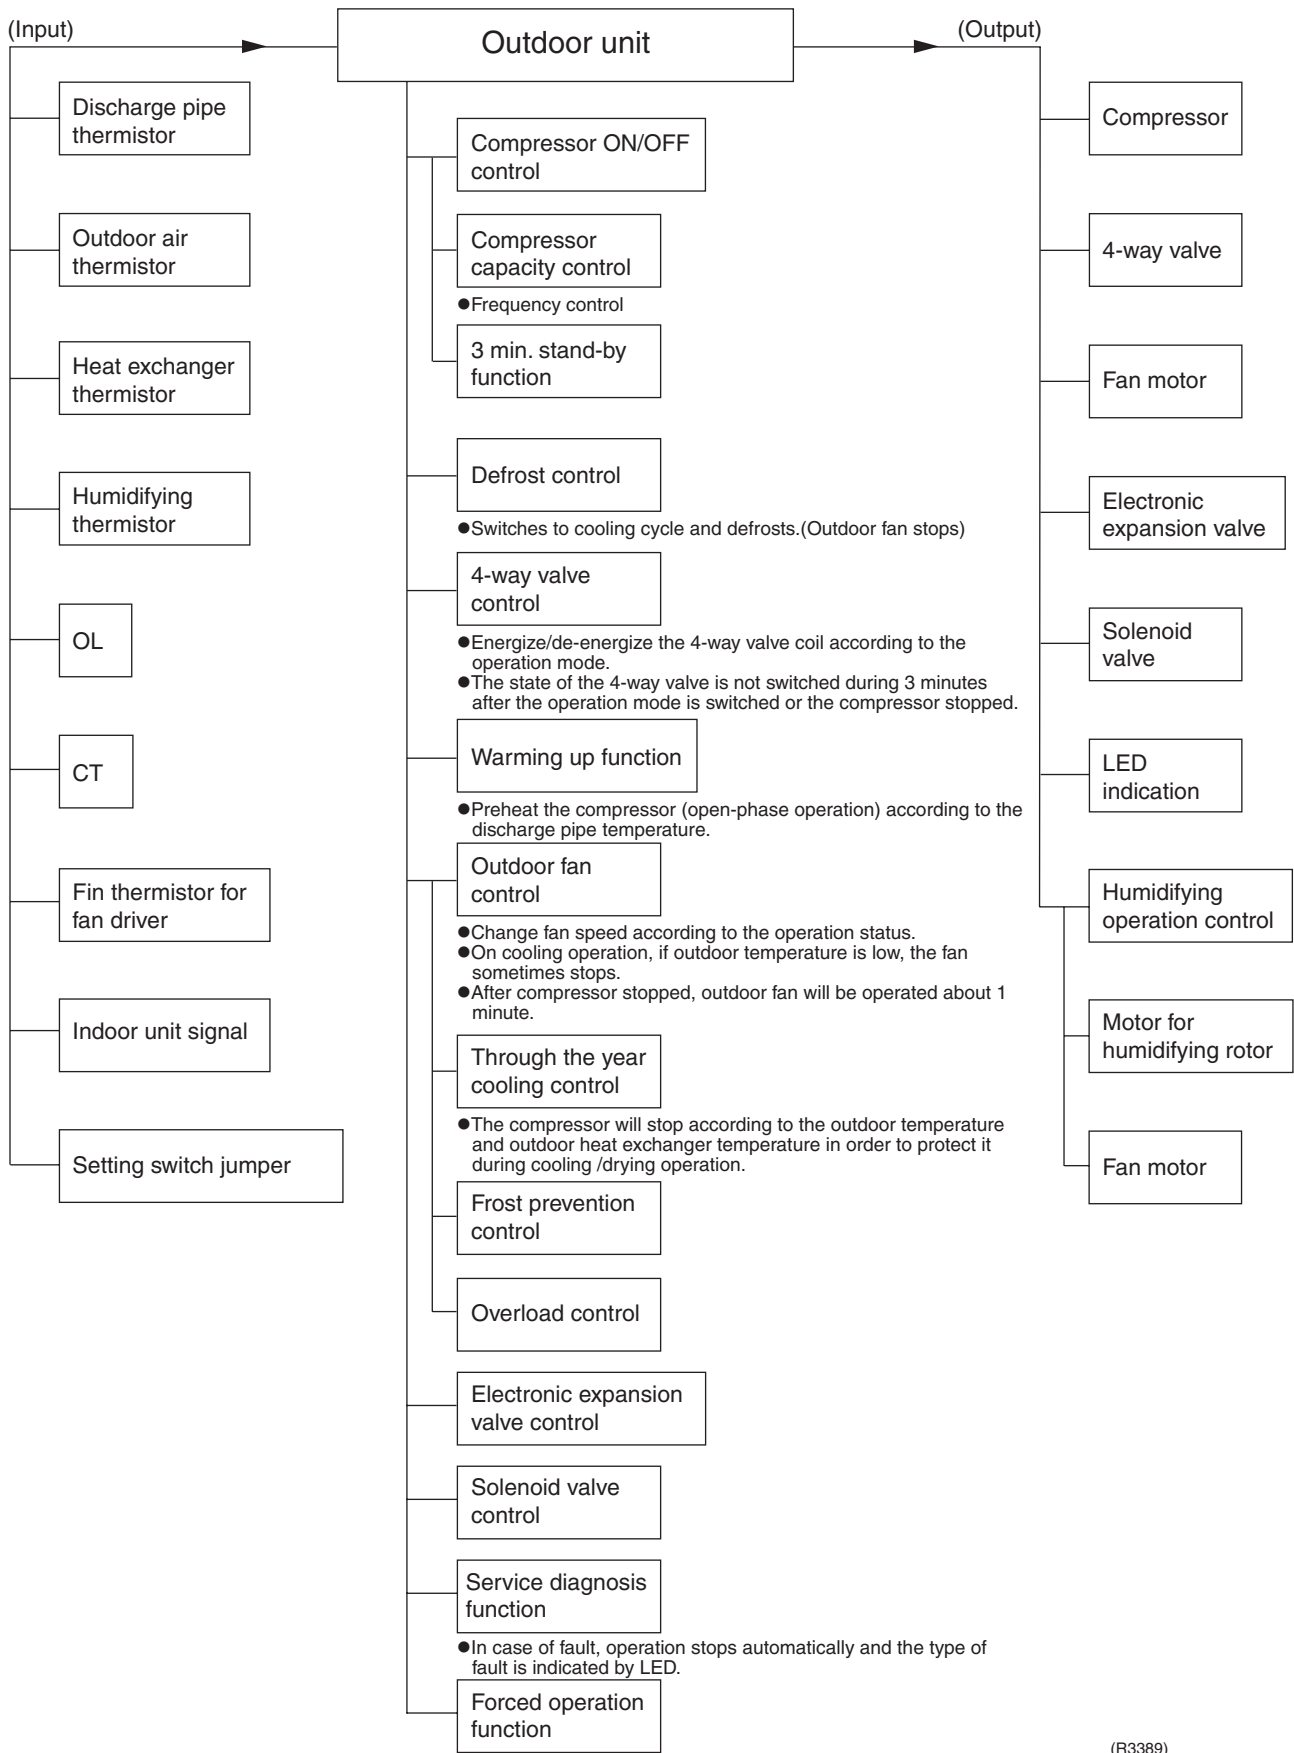 (Input)
Outdoor unit
(Output)
Discharge pipe
thermistor
Outdoor air
thermistor
Heat exchanger
thermistor
Humidifying
thermistor
OL
CT
Fin thermistor for
fan driver
Indoor unit signal
Setting switch jumper
Compressor ON/OFF
control
Compressor
capacity control
●Frequency control
3 min. stand-by
function
Defrost control
●Switches to cooling cycle and defrosts.(Outdoor fan stops)
4-way valve
control
●Energize/de-energize the 4-way valve coil according to the
operation mode.
●The state of the 4-way valve is not switched during 3 minutes
after the operation mode is switched or the compressor stopped.
Warming up function
●Preheat the compressor (open-phase operation) according to the
discharge pipe temperature.
Outdoor fan
control
●Change fan speed according to the operation status.
●On cooling operation, if outdoor temperature is low, the fan
sometimes stops.
●After compressor stopped, outdoor fan will be operated about 1
minute.
Through the year
cooling control
●The compressor will stop according to the outdoor temperature
and outdoor heat exchanger temperature in order to protect it
during cooling /drying operation.
Frost prevention
control
Overload control
Electronic expansion
valve control
Solenoid valve
control
Service diagnosis
function
●In case of fault, operation stops automatically and the type of
fault is indicated by LED.
Forced operation
function
Compressor
4-way valve
Fan motor
Electronic
expansion valve
Solenoid
valve
LED
indication
Humidifying
operation control
Motor for
humidifying rotor
Fan motor
(R3389)